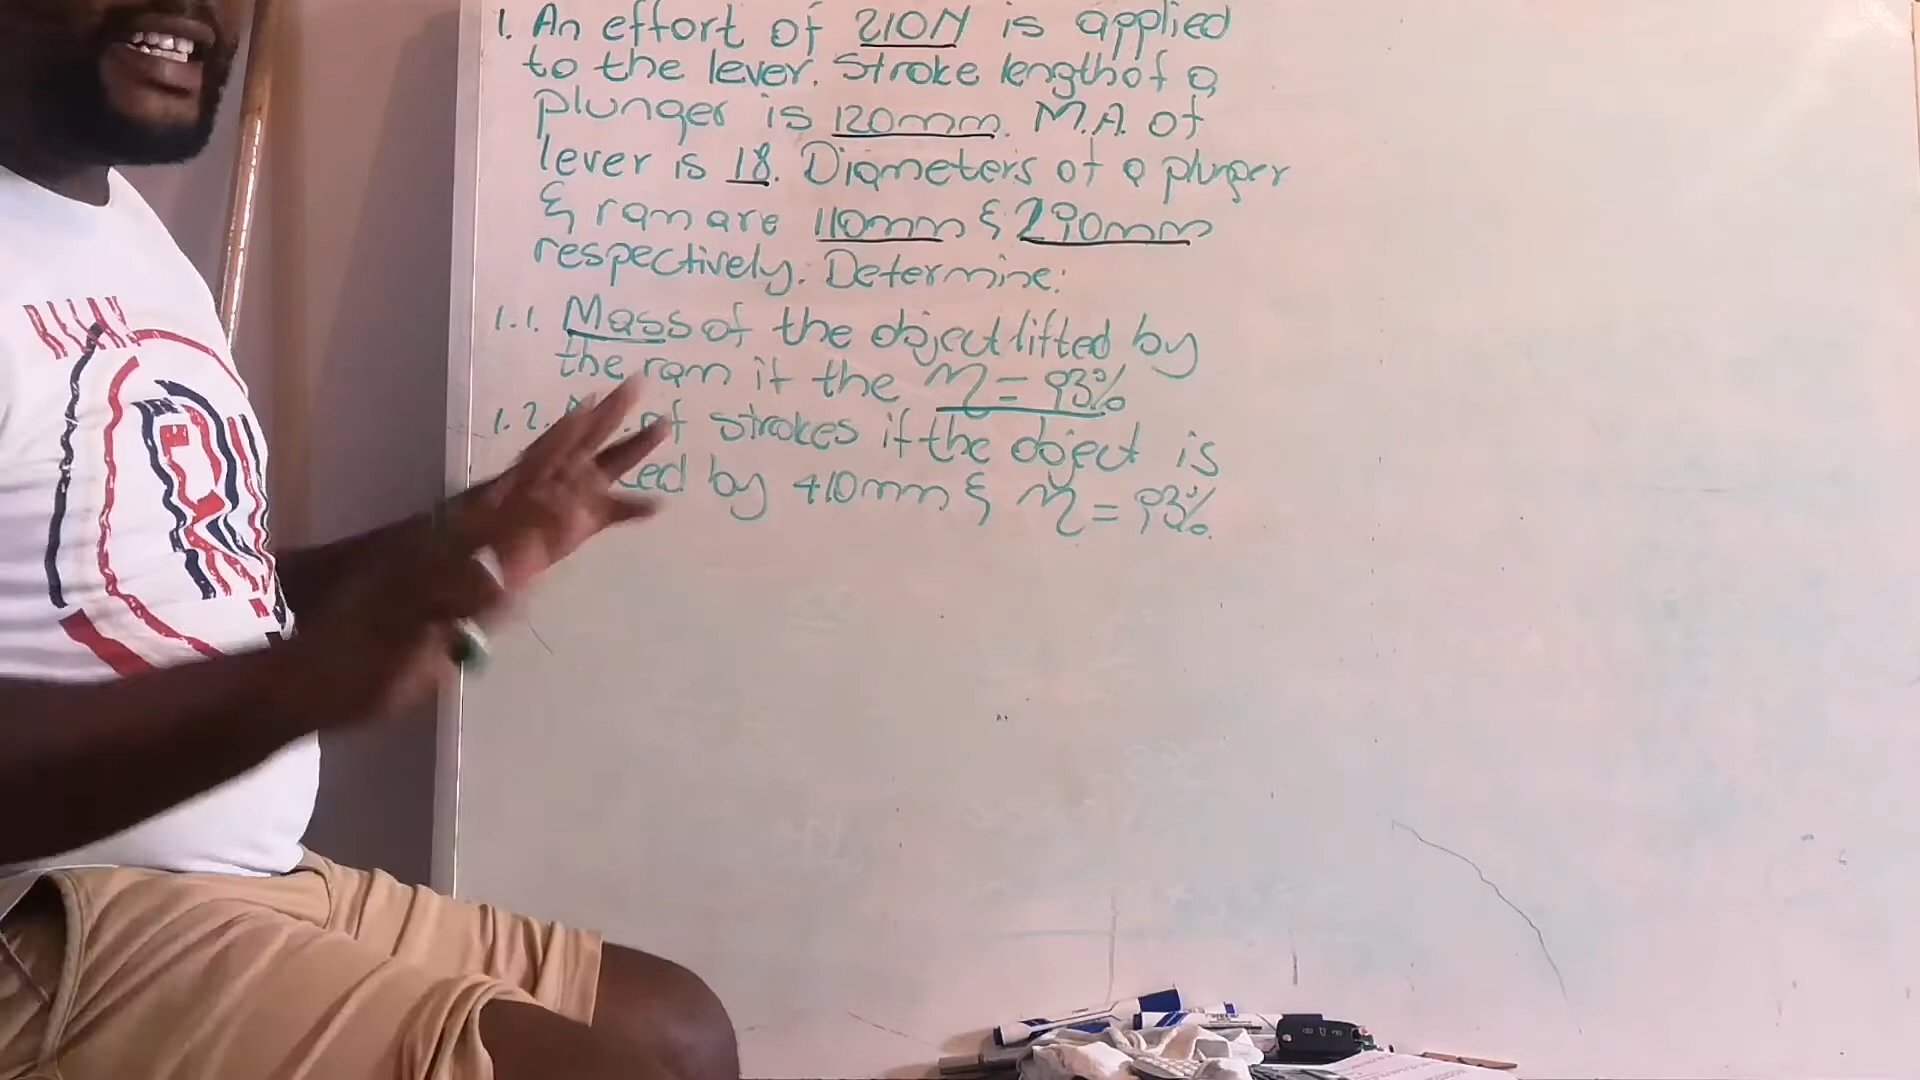 1. An effort of 210N is applied
to the lever. Stroke length of a
plunger is 120mm. M.A. of
lever is 18. Diameters of a plunger
& ram are 110mm & 290mm
respectively. Determine:
1.1. Mass of the object lifted by
the ram if the η = 93%
1.2. of strokes if the object is
by 410mm & η = 93%.